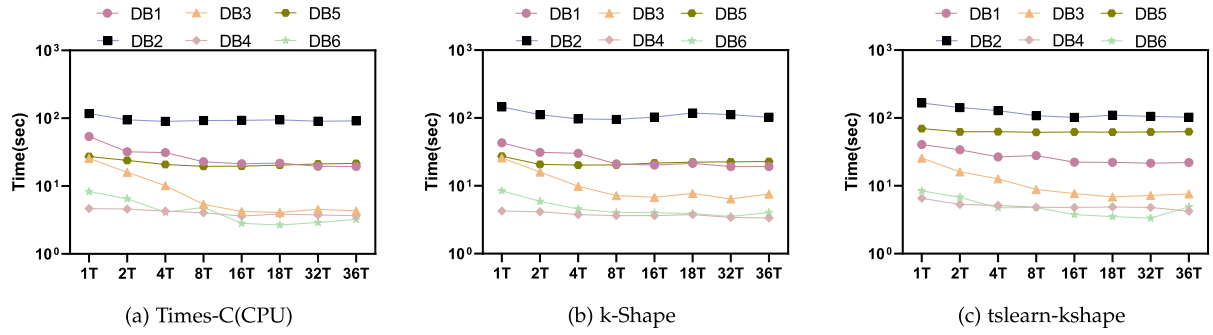 DB1 DB3 DB5
DB2 DB4 DB6
10³
10²
10¹
10⁰
Time(sec)
1T 2T 4T 8T 16T 18T 32T 36T
(a) Times-C(CPU)
DB1 DB3 DB5
DB2 DB4 DB6
10³
10²
10¹
10⁰
Time(sec)
1T 2T 4T 8T 16T 18T 32T 36T
(b) k-Shape
DB1 DB3 DB5
DB2 DB4 DB6
10³
10²
10¹
10⁰
Time(sec)
1T 2T 4T 8T 16T 18T 32T 36T
(c) tslearn-kshape